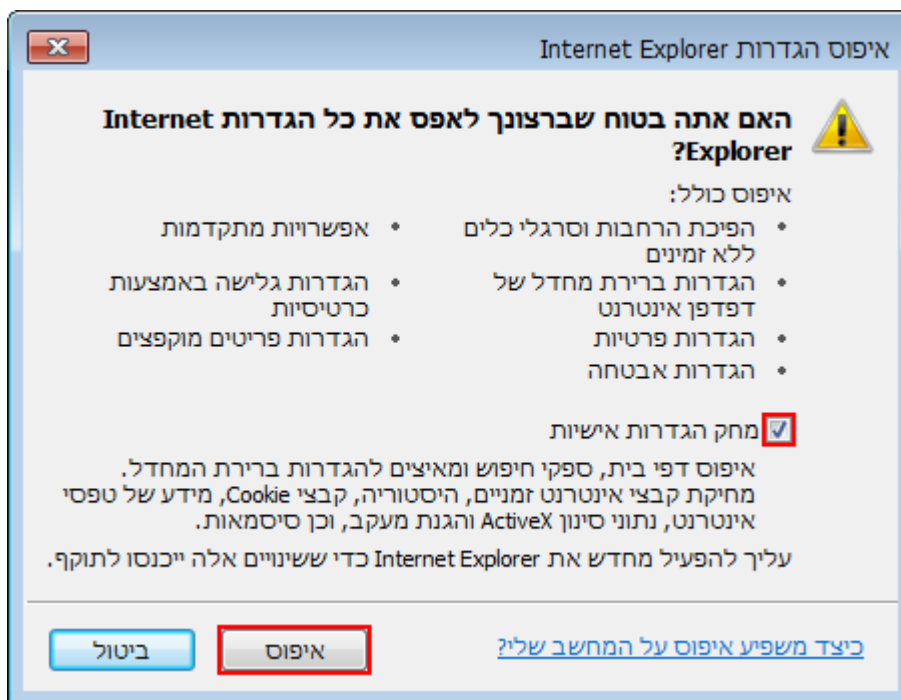 איפוס הגדרות Internet Explorer
האם אתה בטוח שברצונך לאפס את כל הגדרות Internet
Explorer?
איפוס כולל:
• הפיכת הרחבות וסרגלי כלים
ללא זמינים
• הגדרות ברירת מחדל של
דפדפן אינטרנט
• הגדרות פרטיות
• הגדרות אבטחה
• אפשרויות מתקדמות
• הגדרות גלישה באמצעות
כרטיסיות
• הגדרות פריטים מוקפצים
מחק הגדרות אישיות
איפוס דפי בית, ספקי חיפוש ומאיצים להגדרות ברירת המחדל.
מחיקת קבצי אינטרנט זמניים, היסטוריה, קבצי Cookie, מידע של טפסי
אינטרנט, נתוני סינון ActiveX והגנת מעקב, וכן סיסמאות.
עליך להפעיל מחדש את Internet Explorer כדי ששינויים אלה ייכנסו לתוקף.
כיצד משפיע איפוס על המחשב שלי?
איפוס
ביטול